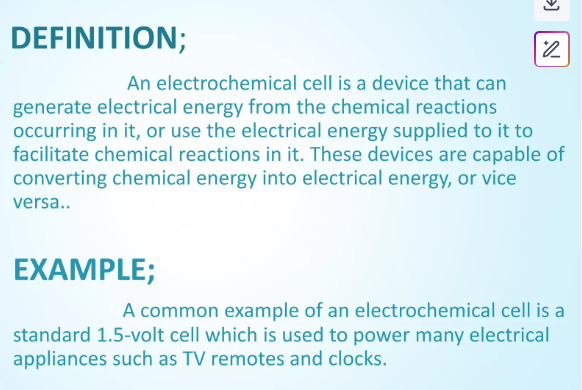 DEFINITION;
An electrochemical cell is a device that can
generate electrical energy from the chemical reactions
occurring in it, or use the electrical energy supplied to it to
facilitate chemical reactions in it. These devices are capable of
converting chemical energy into electrical energy, or vice
versa..
EXAMPLE;
A common example of an electrochemical cell is a
standard 1.5-volt cell which is used to power many electrical
appliances such as TV remotes and clocks.